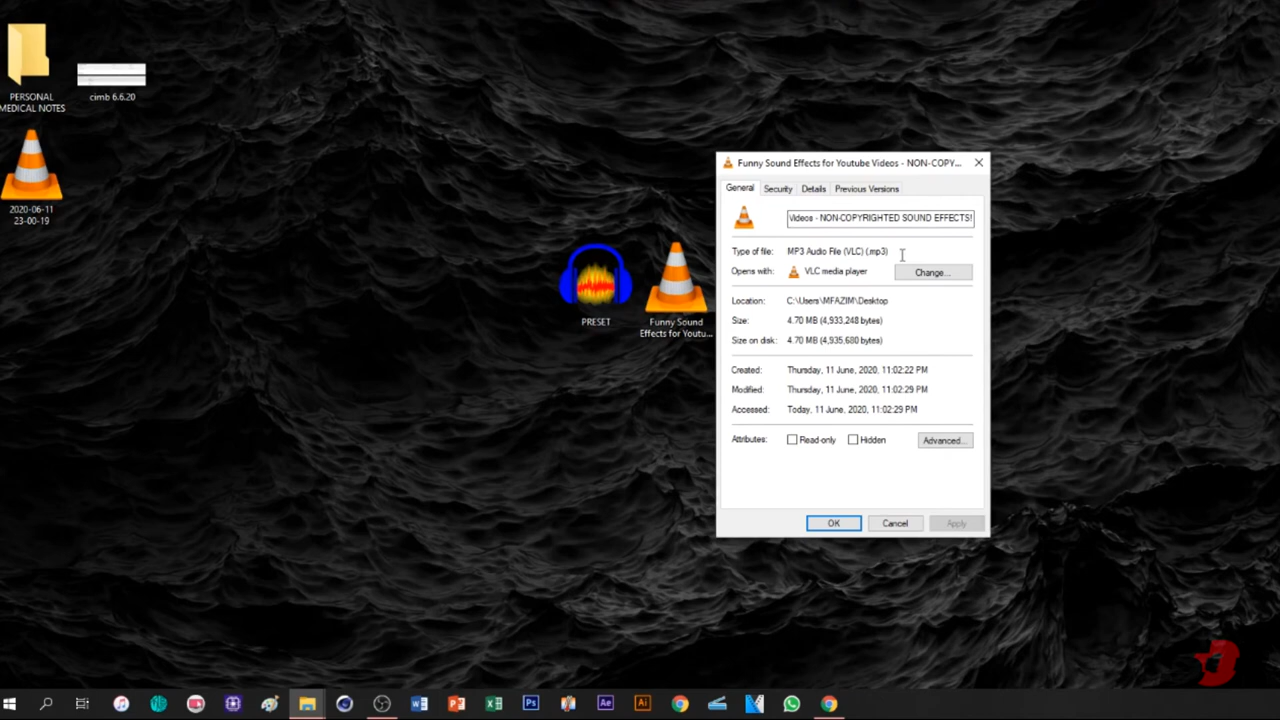 PERSONAL
MEDICAL NOTES
cimb 6.6.20
2020-06-11
23-00-19
PRESET
Funny Sound
Effects for Youtu...
Funny Sound Effects for Youtube Videos - NON-COPY...
General Security Details Previous Versions
Videos - NON-COPYRIGHTED SOUND EFFECTS!
Type of file: MP3 Audio File (VLC) (.mp3)
Opens with: VLC media player Change...
Location: C:\Users\MFAZIM\Desktop
Size: 4.70 MB (4,933,248 bytes)
Size on disk: 4.70 MB (4,935,680 bytes)
Created: Thursday, 11 June, 2020, 11:02:22 PM
Modified: Thursday, 11 June, 2020, 11:02:29 PM
Accessed: Today, 11 June, 2020, 11:02:29 PM
Attributes: Read-only Hidden Advanced...
OK Cancel Apply
W P X Ps Ae Ai